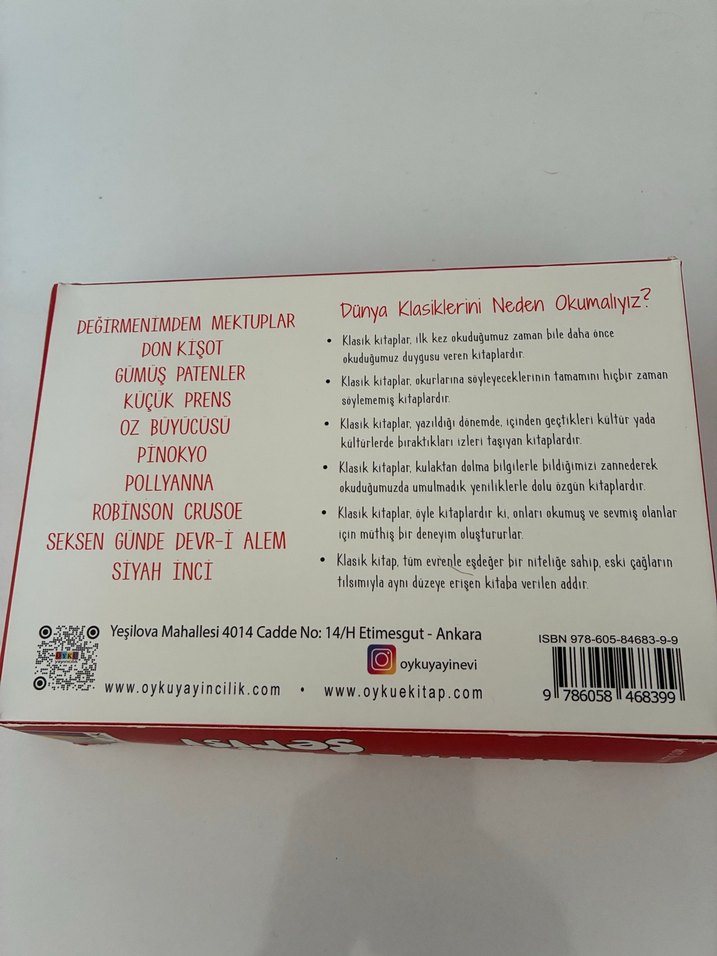 DEĞİRMENİMDEM MEKTUPLAR
DON KİŞOT
GÜMÜŞ PATENLER
KÜÇÜK PRENS
OZ BÜYÜCÜSÜ
PİNOKYO
POLLYANNA
ROBİNSON CRUSOE
SEKSEN GÜNDE DEVR-İ ALEM
SİYAH İNCİ
Dünya Klasiklerini Neden Okumalıyız?
• Klasik kitaplar, ilk kez okuduğumuz zaman bile daha önce
okuduğumuz duygusu veren kitaplardır.
• Klasik kitaplar, okurlarına söyleyeceklerinin tamamını hiçbir zaman
söylememiş kitaplardır.
• Klasik kitaplar, yazıldığı dönemde, içinden geçtikleri kültür yada
kültürlerde bıraktıkları izleri taşıyan kitaplardır.
• Klasik kitaplar, kulaktan dolma bilgilerle bildiğimizi zannederek
okuduğumuzda umulmadık yeniliklerle dolu özgün kitaplardır.
• Klasik kitaplar, öyle kitaplardır ki, onları okumuş ve sevmiş olanlar
için müthiş bir deneyim oluştururlar.
• Klasik kitap, tüm evrenle eşdeğer bir niteliğe sahip, eski çağların
tılsımıyla aynı düzeye erişen kitaba verilen addır.
ÖYKÜ
Yeşilova Mahallesi 4014 Cadde No: 14/H Etimesgut - Ankara
oykuyayinevi
www.oykuyayincilik.com • www.oykuekitap.com
ISBN 978-605-84683-9-9
9 786058 468399